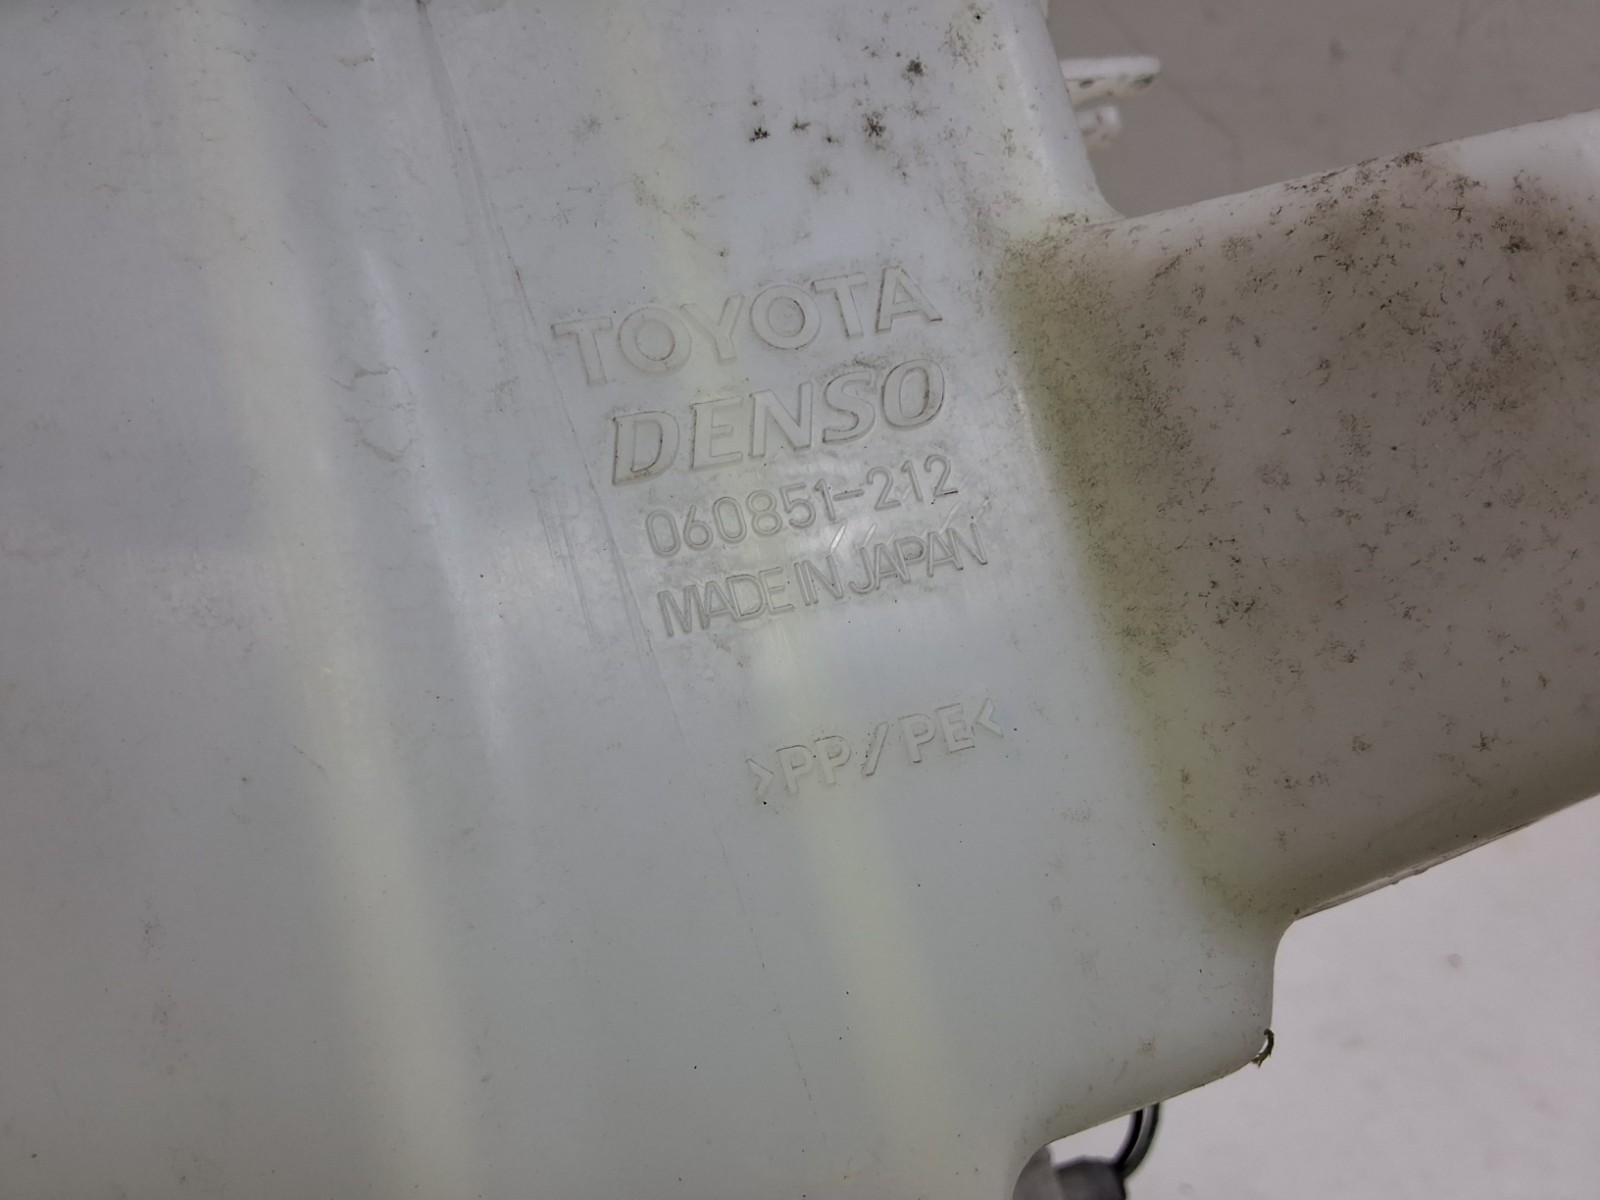 TOYOTA
DENSO
060851-212
MADE IN JAPAN
>PP/PE<